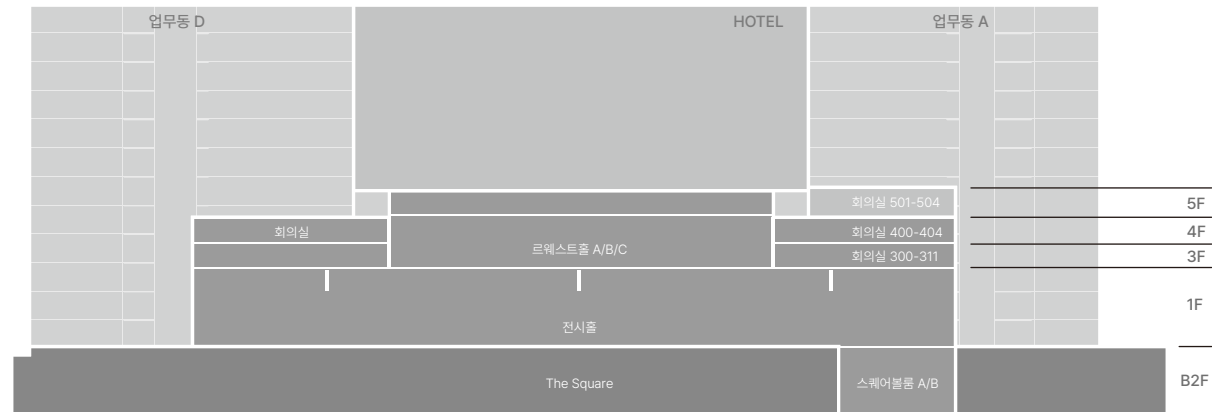 업무동 D
HOTEL
업무동 A
회의실 501-504
5F
회의실
회의실 400-404
4F
르웨스트홀 A/B/C
회의실 300-311
3F
1F
전시홀
The Square
스퀘어볼룸 A/B
B2F